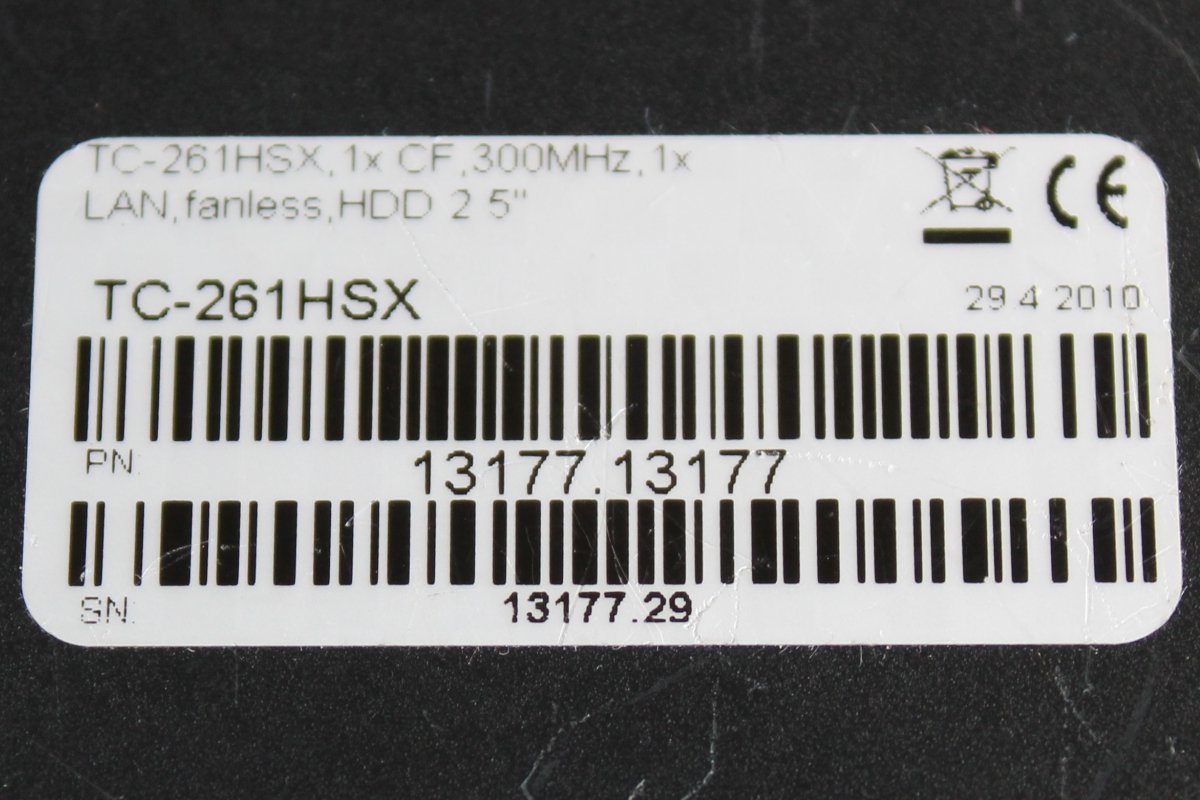 TC-261HSX,1x CF,300MHz,1x
LAN,fanless,HDD 2 5"
CE
TC-261HSX
29 4 2010
PN:
13177.13177
SN:
13177.29